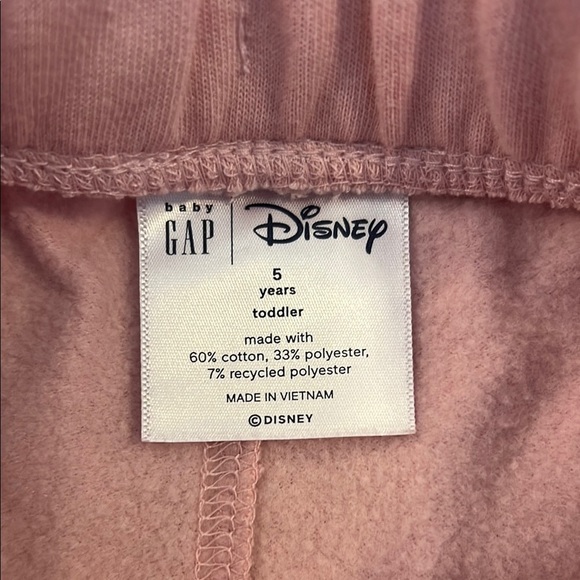 baby
GAP
Disney
5
years
toddler
made with
60% cotton, 33% polyester,
7% recycled polyester
MADE IN VIETNAM
©DISNEY